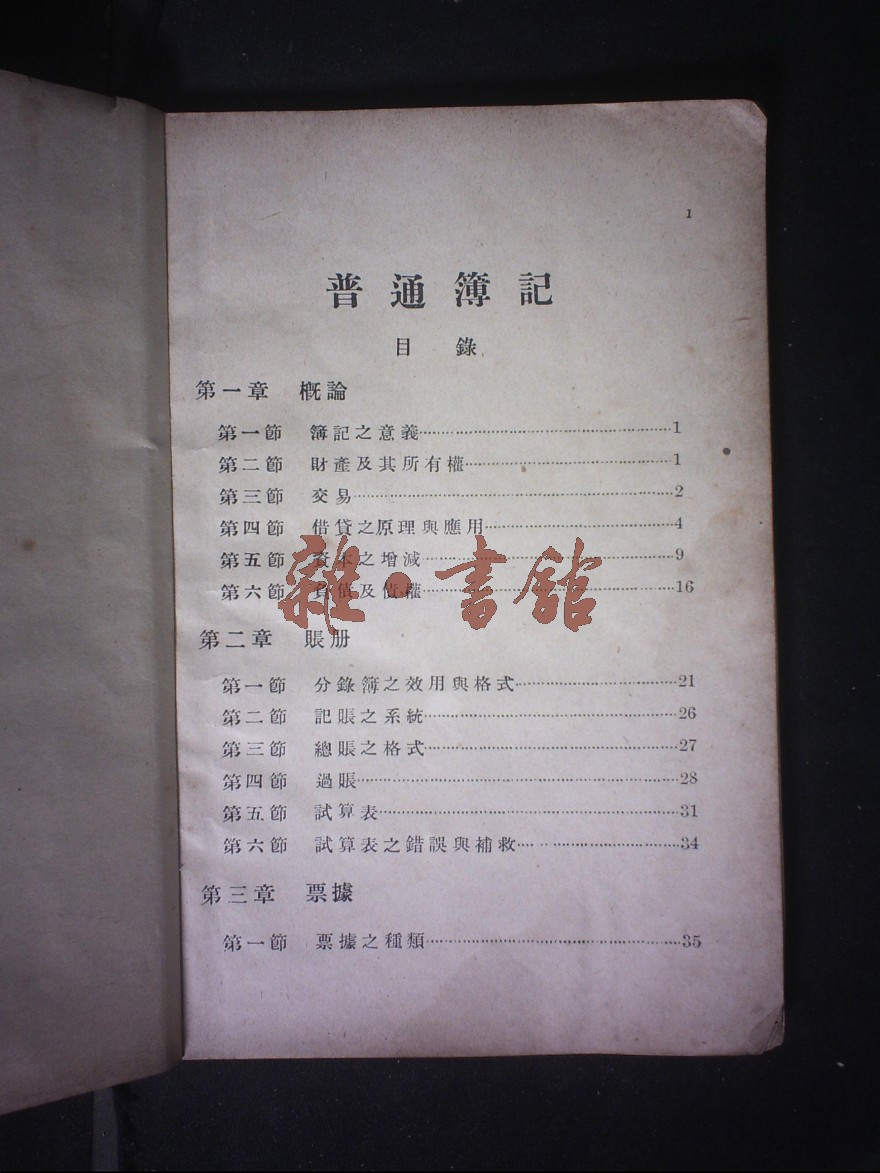 1
普通簿記
目錄
第一章 概論
第一節 簿記之意義……1
第二節 財產及其所有權……1
第三節 交易……2
第四節 借貸之原理與應用……4
第五節 資本之增減……9
第六節 負債及債權……16
雜·書館
第二章 賬册
第一節 分錄簿之效用與格式……21
第二節 記賬之系統……26
第三節 總賬之格式……27
第四節 過賬……28
第五節 試算表……31
第六節 試算表之錯誤與補救……34
第三章 票據
第一節 票據之種類……35